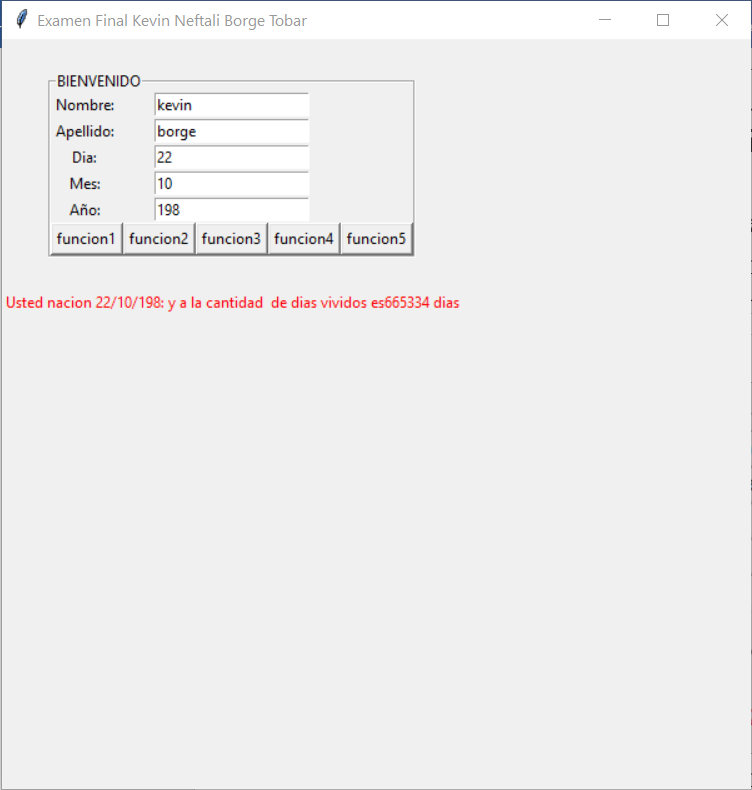 Examen Final Kevin Neftali Borge Tobar
BIENVENIDO
Nombre: kevin
Apellido: borge
Dia: 22
Mes: 10
Año: 198
funcion1 funcion2 funcion3 funcion4 funcion5
Usted nacion 22/10/198: y a la cantidad  de dias vividos es665334 dias